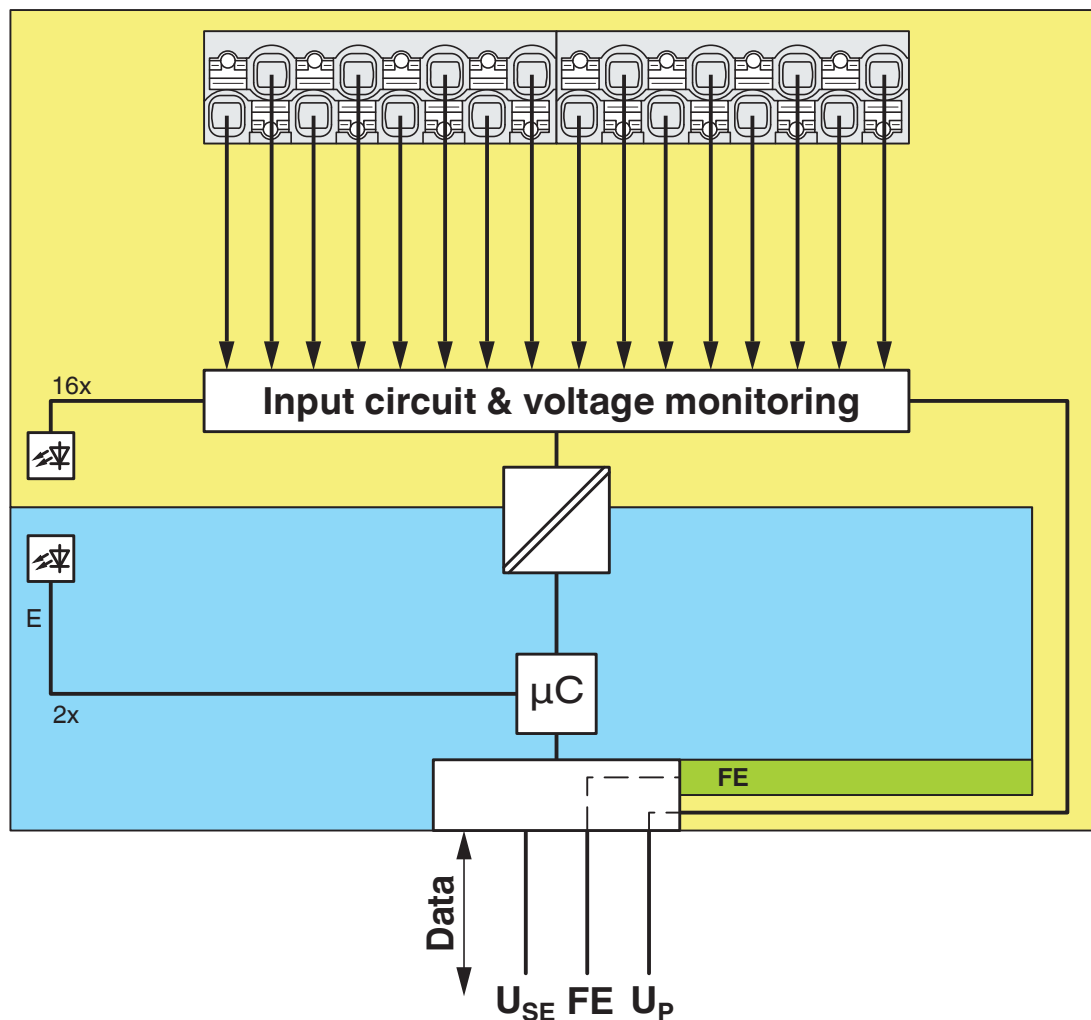 16x
Input circuit & voltage monitoring
E
2x
µC
FE
Data
USE FE UP